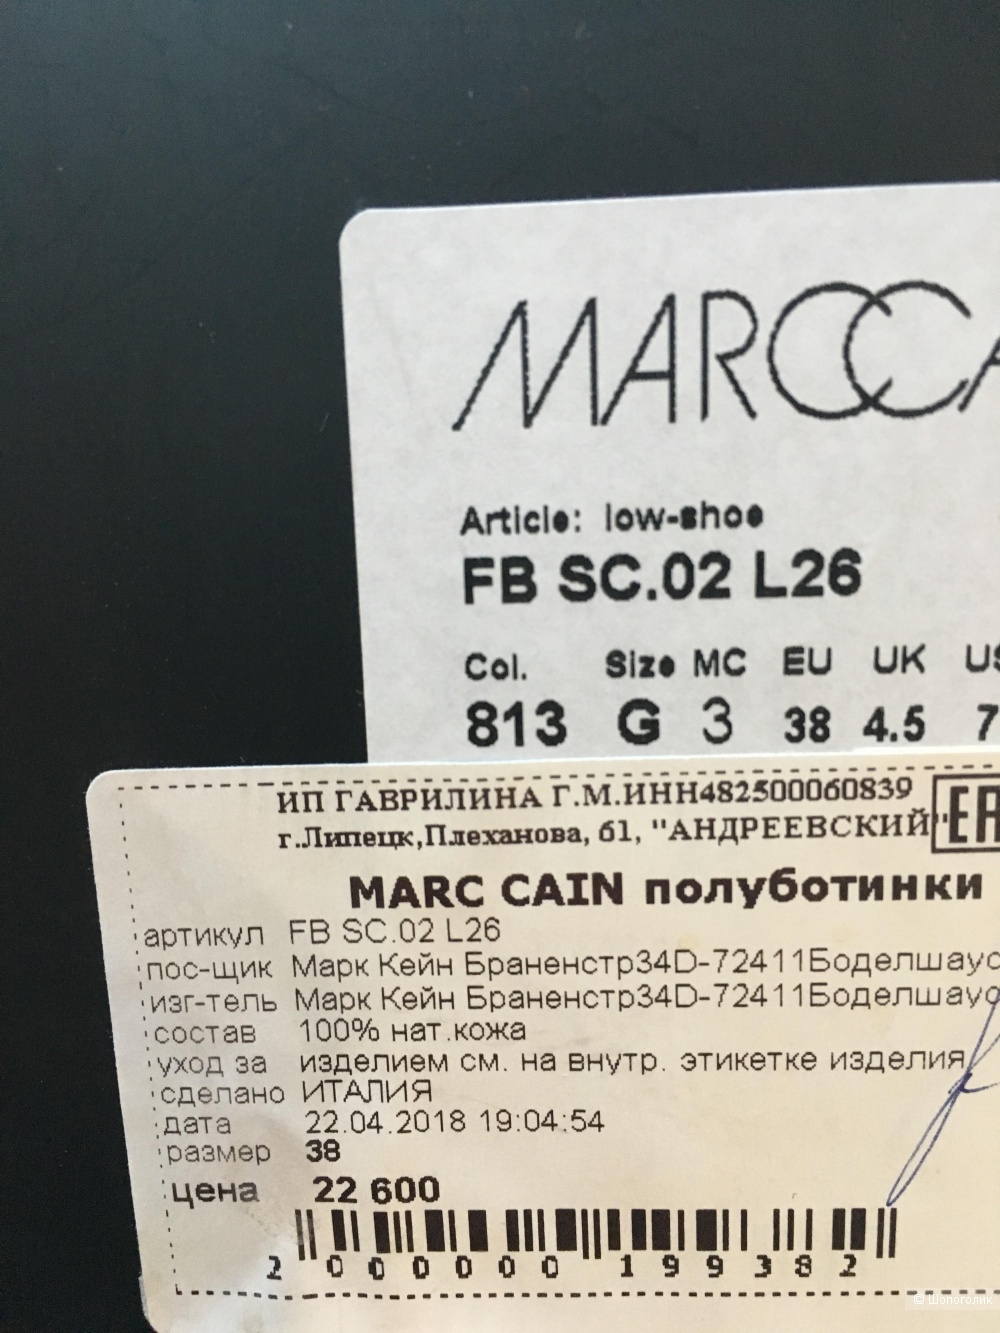 MARCCA
Article: low-shoe
FB SC.02 L26
Col. Size MC EU UK US
813 G 3 38 4.5 7
ИП ГАВРИЛИНА Г.М.ИНН482500060839
г.Липецк,Плеханова, 61, "АНДРЕЕВСКИЙ"
EAC
MARC CAIN полуботинки
артикул FB SC.02 L26
пос-щик Марк Кейн Браненстр34D-72411Боделшаус
изг-тель Марк Кейн Браненстр34D-72411Боделшаус
состав 100% нат.кожа
уход за изделием см. на внутр. этикетке изделия
сделано ИТАЛИЯ
дата 22.04.2018 19:04:54
размер 38
цена 22 600
2 000000 199382
© Шопоголик